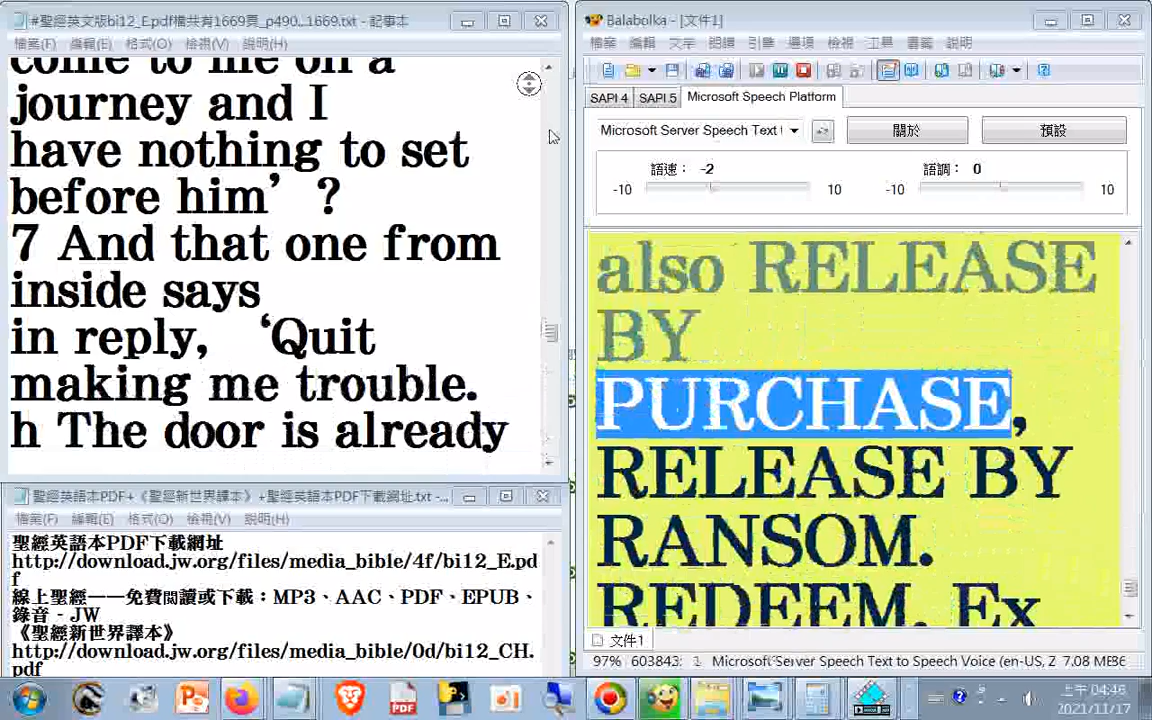 #聖經英文版bi12_E.pdf檔共有1669頁_p490...1669.txt - 記事本
檔案(F) 編輯(E) 格式(O) 檢視(V) 說明(H)
come to me on a
journey and I
have nothing to set
before him’ ?
7 And that one from
inside says
in reply, ‘Quit
making me trouble.
h The door is already
聖經英語本PDF+《聖經新世界譯本》+聖經英語本PDF下載網址.txt - ...
檔案(F) 編輯(E) 格式(O) 檢視(V) 說明(H)
聖經英語本PDF下載網址
http://download.jw.org/files/media_bible/4f/bi12_E.pd
f
線上聖經——免費閱讀或下載：MP3、AAC、PDF、EPUB、
錄音 - JW
《聖經新世界譯本》
http://download.jw.org/files/media_bible/0d/bi12_CH.
pdf
Balabolka - [文件1]
檔案 編輯 文字 朗讀 引擎 選項 檢視 工具 書籤 說明
SAPI 4 SAPI 5 Microsoft Speech Platform
Microsoft Server Speech Text 關於 預設
語速： -2 語調： 0
-10 10 -10 10
also RELEASE
BY
PURCHASE,
RELEASE BY
RANSOM.
REDEEM. Ex
文件1
97% 603843: 1 Microsoft Server Speech Text to Speech Voice (en-US, Z 7.08 MB
上午 04:46
2021/11/17